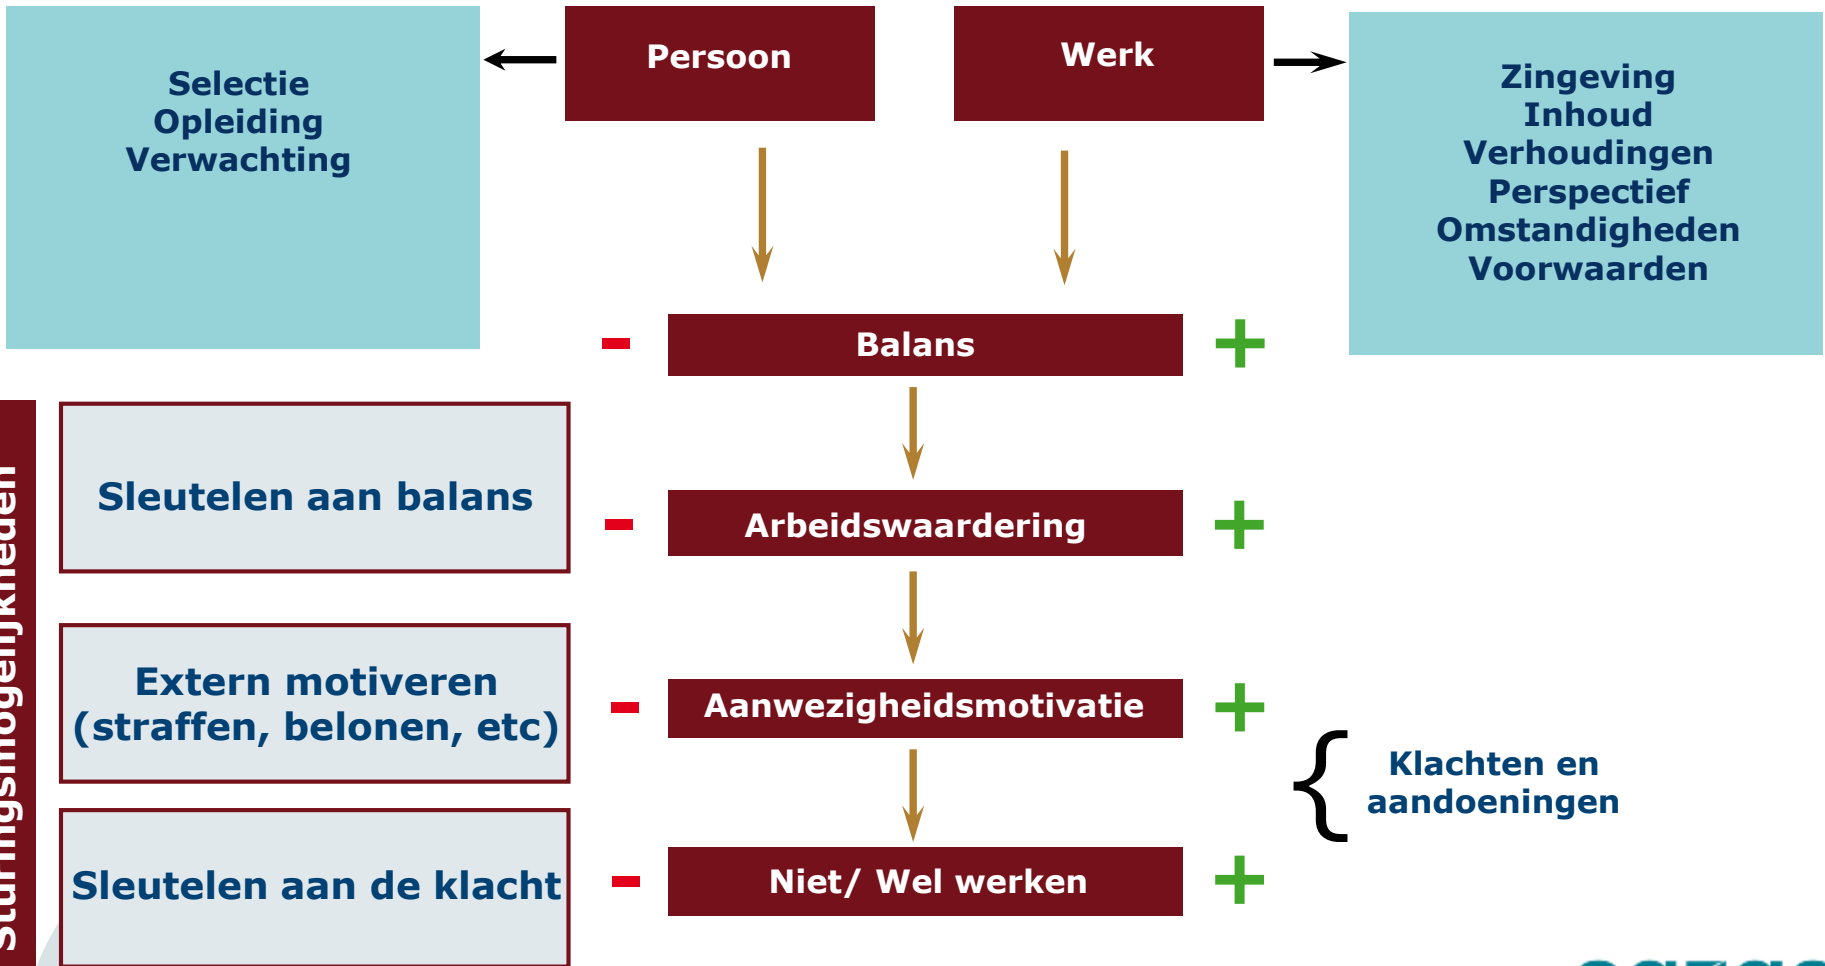 Persoon
Werk
Selectie
Opleiding
Verwachting
Zingeving
Inhoud
Verhoudingen
Perspectief
Omstandigheden
Voorwaarden
- Balans +
Sturingsmogelijkheden
Sleutelen aan balans
- Arbeidswaardering +
Extern motiveren
(straffen, belonen, etc)
- Aanwezigheidsmotivatie +
{ Klachten en
aandoeningen
Sleutelen aan de klacht
- Niet/ Wel werken +